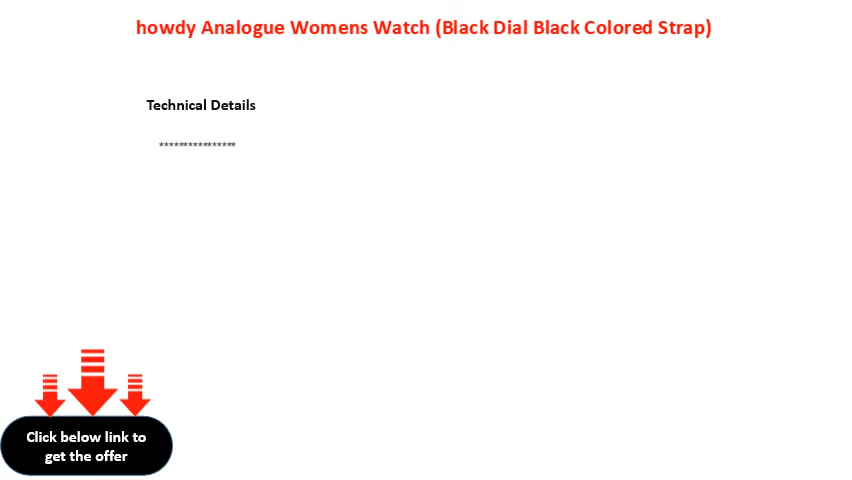 howdy Analogue Womens Watch (Black Dial Black Colored Strap)
Technical Details
****************
Click below link to
get the offer